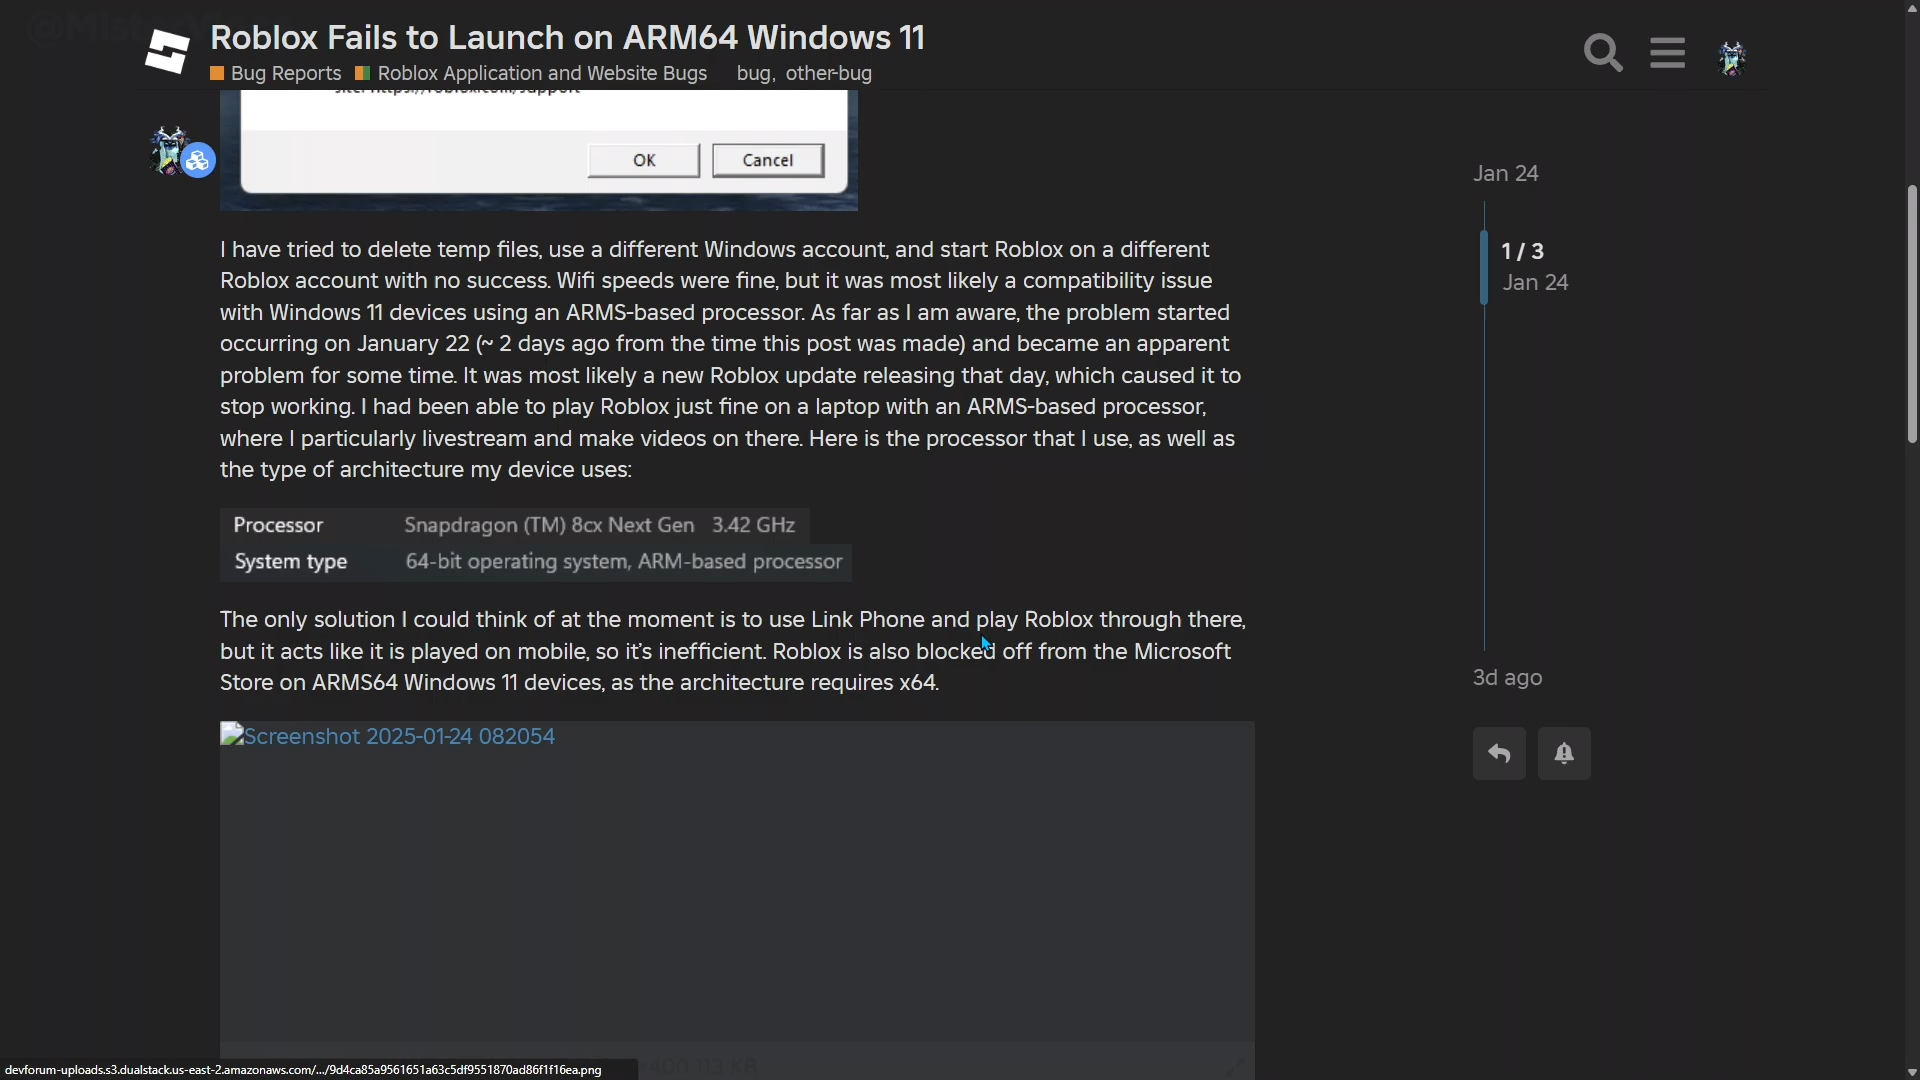 Roblox Fails to Launch on ARM64 Windows 11
Bug Reports Roblox Application and Website Bugs bug, other-bug
OK Cancel
Jan 24
1 / 3
Jan 24
I have tried to delete temp files, use a different Windows account, and start Roblox on a different
Roblox account with no success. Wifi speeds were fine, but it was most likely a compatibility issue
with Windows 11 devices using an ARMS-based processor. As far as I am aware, the problem started
occurring on January 22 (~ 2 days ago from the time this post was made) and became an apparent
problem for some time. It was most likely a new Roblox update releasing that day, which caused it to
stop working. I had been able to play Roblox just fine on a laptop with an ARMS-based processor,
where I particularly livestream and make videos on there. Here is the processor that I use, as well as
the type of architecture my device uses:
Processor Snapdragon (TM) 8cx Next Gen 3.42 GHz
System type 64-bit operating system, ARM-based processor
The only solution I could think of at the moment is to use Link Phone and play Roblox through there,
but it acts like it is played on mobile, so it's inefficient. Roblox is also blocked off from the Microsoft
Store on ARMS64 Windows 11 devices, as the architecture requires x64.
3d ago
Screenshot 2025-01-24 082054
devforum-uploads.s3.dualstack.us-east-2.amazonaws.com/.../9d4ca85a9561651a63c5df9551870ad86f1f16ea.png